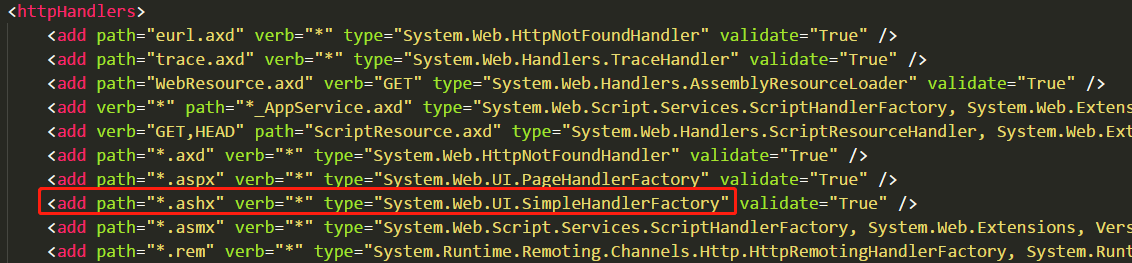 <httpHandlers>
<add path="eurl.axd" verb="*" type="System.Web.HttpNotFoundHandler" validate="True" />
<add path="trace.axd" verb="*" type="System.Web.Handlers.TraceHandler" validate="True" />
<add path="WebResource.axd" verb="GET" type="System.Web.Handlers.AssemblyResourceLoader" validate="True" />
<add verb="*" path="*_AppService.axd" type="System.Web.Script.Services.ScriptHandlerFactory, System.Web.Extens
<add verb="GET,HEAD" path="ScriptResource.axd" type="System.Web.Handlers.ScriptResourceHandler, System.Web.Ext
<add path="*.axd" verb="*" type="System.Web.HttpNotFoundHandler" validate="True" />
<add path="*.aspx" verb="*" type="System.Web.UI.PageHandlerFactory" validate="True" />
<add path="*.ashx" verb="*" type="System.Web.UI.SimpleHandlerFactory" validate="True" />
<add path="*.asmx" verb="*" type="System.Web.Script.Services.ScriptHandlerFactory, System.Web.Extensions, Vers
<add path="*.rem" verb="*" type="System.Runtime.Remoting.Channels.Http.HttpRemotingHandlerFactory, System.Runt